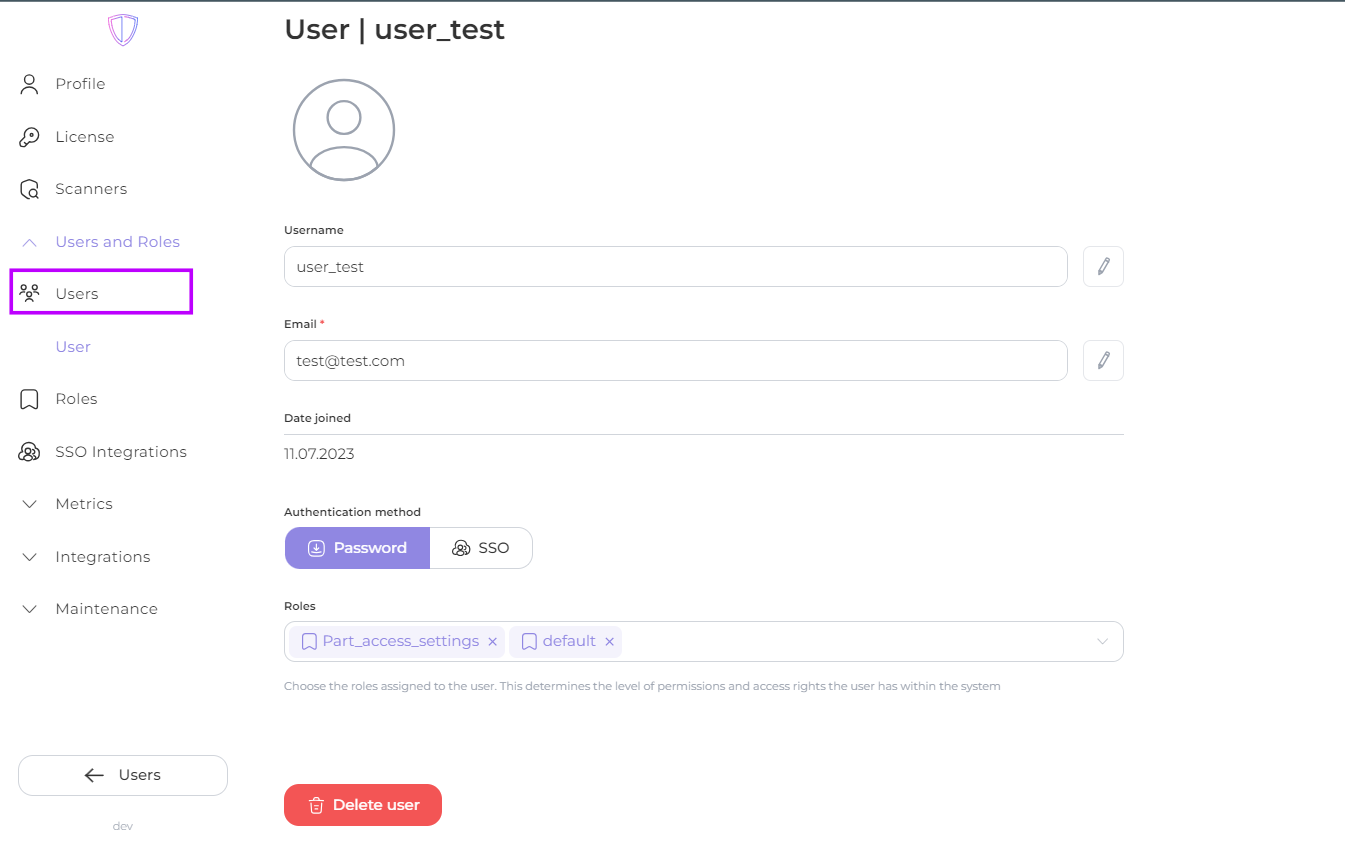 User | user_test
Profile
License
Scanners
Users and Roles
Users
User
Roles
SSO Integrations
Metrics
Integrations
Maintenance
Username
user_test
Email *
test@test.com
Date joined
11.07.2023
Authentication method
Password SSO
Roles
Part_access_settings × default ×
Choose the roles assigned to the user. This determines the level of permissions and access rights the user has within the system
Users
dev
Delete user